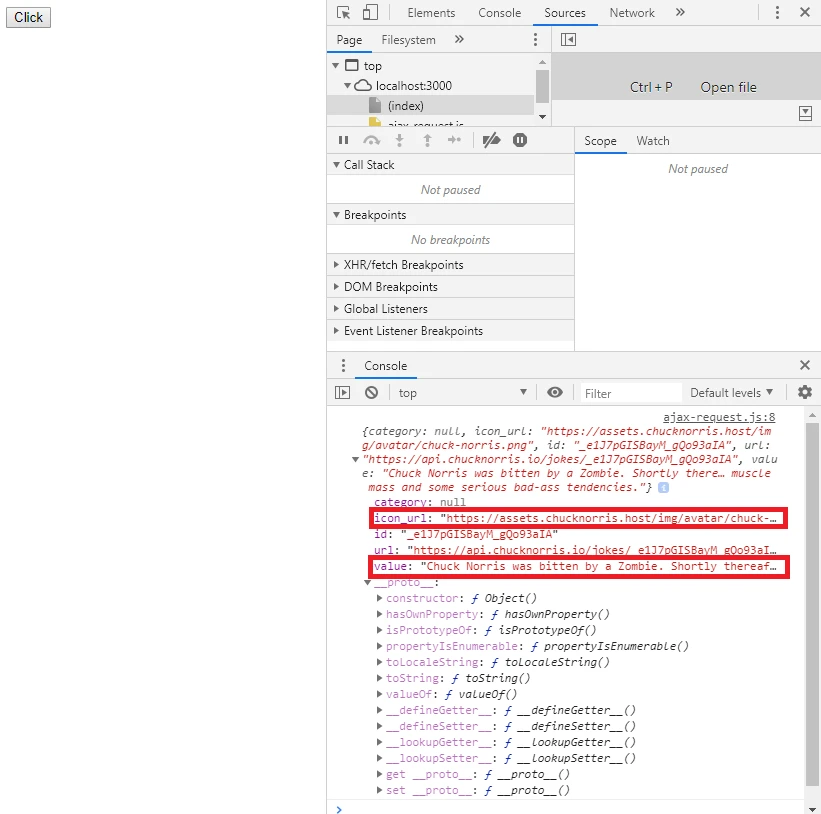 Click
Elements Console Sources Network »
Page Filesystem »
top
localhost:3000
(index)
ajax-request.js
Ctrl + P Open file
Scope Watch
Call Stack
Not paused
Not paused
Breakpoints
No breakpoints
XHR/fetch Breakpoints
DOM Breakpoints
Global Listeners
Event Listener Breakpoints
Console
top Filter Default levels
ajax-request.js:8
{category: null, icon_url: "https://assets.chucknorris.host/im
g/avatar/chuck-norris.png", id: "_e1J7pGISBayM_gQo93aIA", url:
"https://api.chucknorris.io/jokes/_e1J7pGISBayM_gQo93aIA", valu
e: "Chuck Norris was bitten by a Zombie. Shortly there… muscle
mass and some serious bad-ass tendencies."} i
category: null
icon_url: "https://assets.chucknorris.host/img/avatar/chuck-…
id: "_e1J7pGISBayM_gQo93aIA"
url: "https://api.chucknorris.io/jokes/_e1J7pGISBayM_gQo93aI…
value: "Chuck Norris was bitten by a Zombie. Shortly thereaf…
__proto__:
constructor: ƒ Object()
hasOwnProperty: ƒ hasOwnProperty()
isPrototypeOf: ƒ isPrototypeOf()
propertyIsEnumerable: ƒ propertyIsEnumerable()
toLocaleString: ƒ toLocaleString()
toString: ƒ toString()
valueOf: ƒ valueOf()
__defineGetter__: ƒ __defineGetter__()
__defineSetter__: ƒ __defineSetter__()
__lookupGetter__: ƒ __lookupGetter__()
__lookupSetter__: ƒ __lookupSetter__()
get __proto__: ƒ __proto__()
set __proto__: ƒ __proto__()